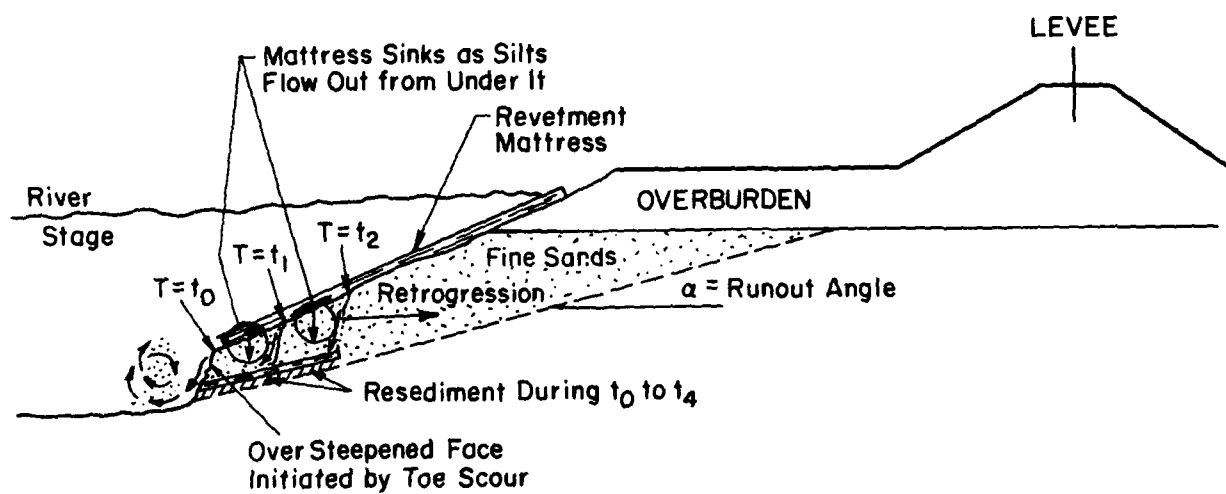 LEVEE
Mattress Sinks as Silts
Flow Out from Under It
Revetment
Mattress
River
Stage
OVERBURDEN
T=t₂
T=t₁
T=t₀
Fine Sands
Retrogression
α = Runout Angle
Resediment During t₀ to t₄
Over Steepened Face
Initiated by Toe Scour